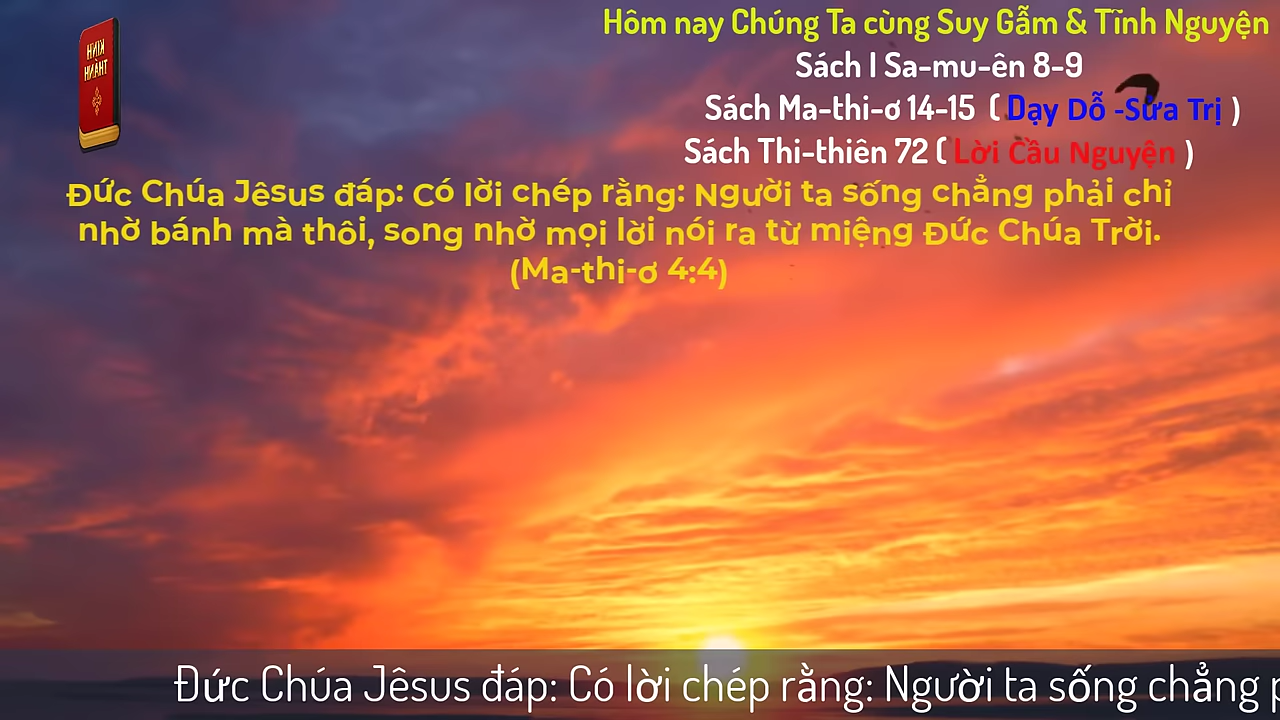 Hôm nay Chúng Ta cùng Suy Gẫm & Tĩnh Nguyện
Sách I Sa-mu-ên 8-9
Sách Ma-thi-ơ 14-15 ( Dạy Dỗ -Sửa Trị )
Sách Thi-thiên 72 ( Lời Cầu Nguyện )
KINH
THÁNH
Đức Chúa Jêsus đáp: Có lời chép rằng: Người ta sống chẳng phải chỉ
nhờ bánh mà thôi, song nhờ mọi lời nói ra từ miệng Đức Chúa Trời.
(Ma-thi-ơ 4:4)
Đức Chúa Jêsus đáp: Có lời chép rằng: Người ta sống chẳng